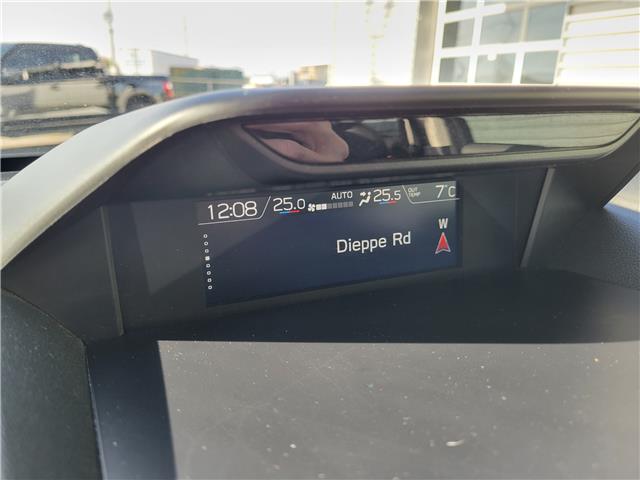 12:08 25.0 AUTO 25.5 OUT TEMP 7°C
W
Dieppe Rd